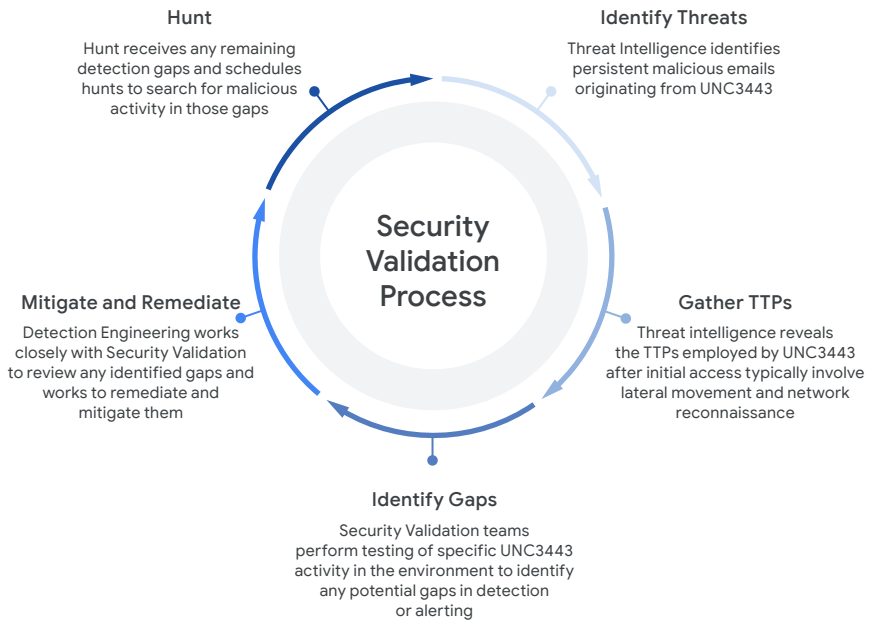 Hunt
Hunt receives any remaining
detection gaps and schedules
hunts to search for malicious
activity in those gaps
Identify Threats
Threat Intelligence identifies
persistent malicious emails
originating from UNC3443
Security
Validation
Process
Mitigate and Remediate
Detection Engineering works
closely with Security Validation
to review any identified gaps and
works to remediate and
mitigate them
Gather TTPs
Threat intelligence reveals
the TTPs employed by UNC3443
after initial access typically involve
lateral movement and network
reconnaissance
Identify Gaps
Security Validation teams
perform testing of specific UNC3443
activity in the environment to identify
any potential gaps in detection
or alerting